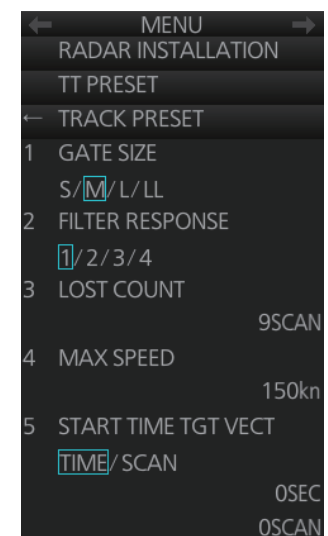 ← MENU →
RADAR INSTALLATION
TT PRESET
← TRACK PRESET
1 GATE SIZE
S/M/L/LL
2 FILTER RESPONSE
1/2/3/4
3 LOST COUNT
9SCAN
4 MAX SPEED
150kn
5 START TIME TGT VECT
TIME/SCAN
0SEC
0SCAN